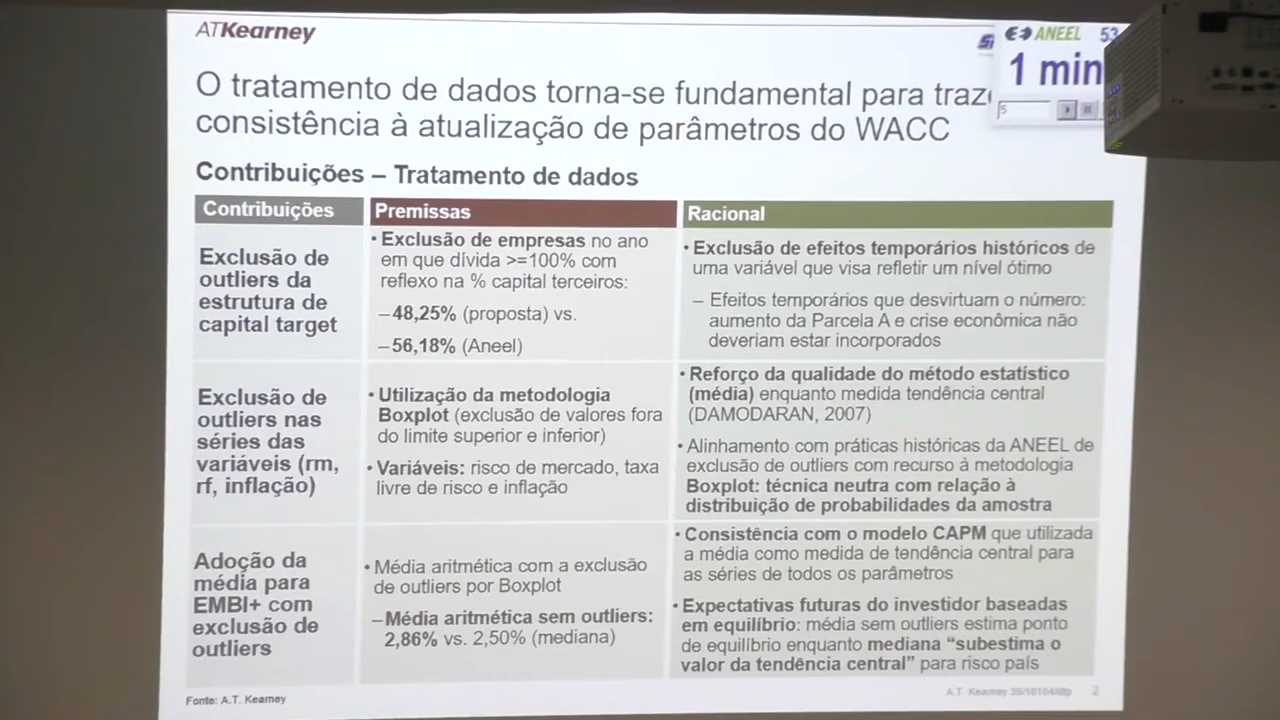 ATKearney
ANEEL 53
1 min
5
O tratamento de dados torna-se fundamental para
consistência à atualização de parâmetros do WACC
Contribuições – Tratamento de dados
Contribuições
Premissas
Racional
Exclusão de
outliers da
estrutura de
capital target
• Exclusão de empresas no ano
em que dívida >=100% com
reflexo na % capital terceiros:
–48,25% (proposta) vs.
–56,18% (Aneel)
• Exclusão de efeitos temporários históricos de
uma variável que visa refletir um nível ótimo
– Efeitos temporários que desvirtuam o número:
aumento da Parcela A e crise econômica não
deveriam estar incorporados
Exclusão de
outliers nas
séries das
variáveis (rm,
rf, inflação)
• Utilização da metodologia
Boxplot (exclusão de valores fora
do limite superior e inferior)
• Variáveis: risco de mercado, taxa
livre de risco e inflação
• Reforço da qualidade do método estatístico
(média) enquanto medida tendência central
(DAMODARAN, 2007)
• Alinhamento com práticas históricas da ANEEL de
exclusão de outliers com recurso à metodologia
Boxplot: técnica neutra com relação à
distribuição de probabilidades da amostra
Adoção da
média para
EMBI+ com
exclusão de
outliers
• Média aritmética com a exclusão
de outliers por Boxplot
–Média aritmética sem outliers:
2,86% vs. 2,50% (mediana)
• Consistência com o modelo CAPM que utilizada
a média como medida de tendência central para
as séries de todos os parâmetros
• Expectativas futuras do investidor baseadas
em equilíbrio: média sem outliers estima ponto
de equilíbrio enquanto mediana “subestima o
valor da tendência central” para risco país
Fonte: A.T. Kearney
A.T. Kearney 2